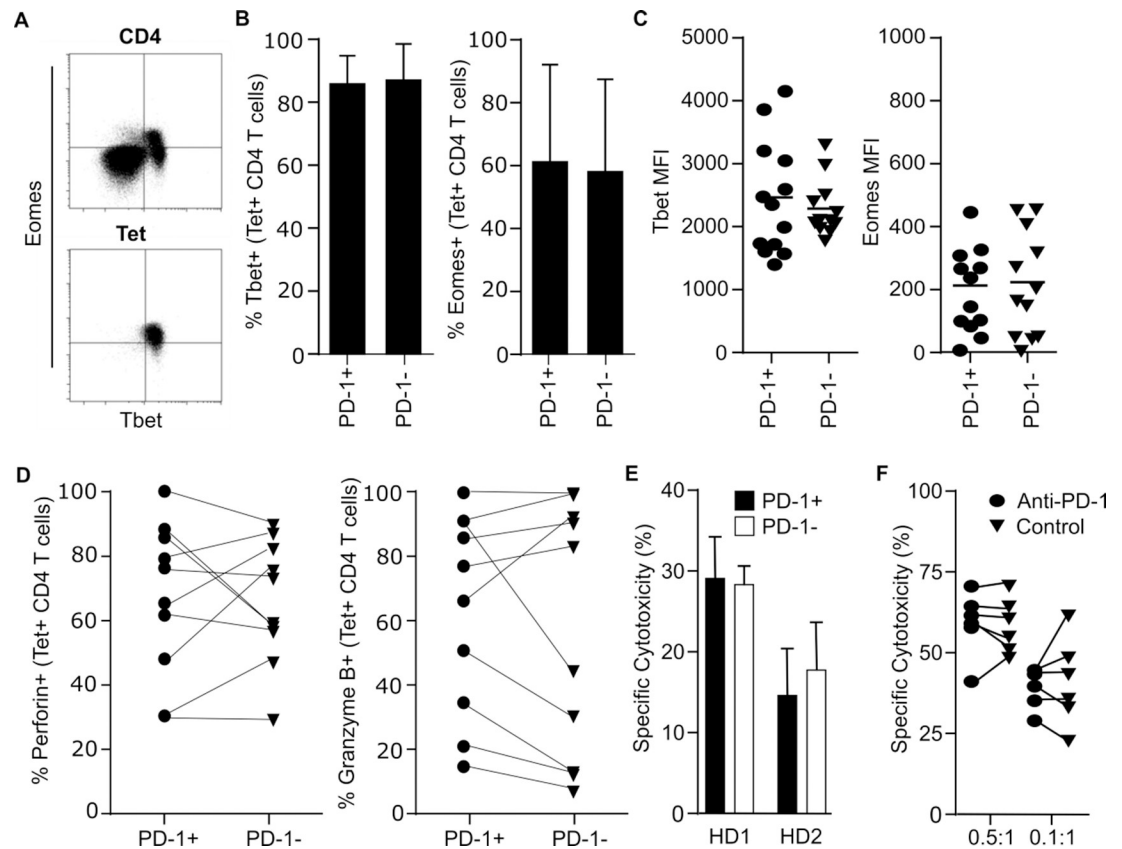 A
CD4
Eomes
Tet
Tbet
B
% Tbet+ (Tet+ CD4 T cells)
100
80
60
40
20
0
PD-1+
PD-1-
% Eomes+ (Tet+ CD4 T cells)
100
80
60
40
20
0
PD-1+
PD-1-
C
Tbet MFI
5000
4000
3000
2000
1000
0
PD-1+
PD-1-
Eomes MFI
1000
800
600
400
200
0
PD-1+
PD-1-
D
% Perforin+ (Tet+ CD4 T cells)
100
80
60
40
20
0
PD-1+
PD-1-
% Granzyme B+ (Tet+ CD4 T cells)
100
80
60
40
20
0
PD-1+
PD-1-
E
Specific Cytotoxicity (%)
40
30
20
10
0
PD-1+
PD-1-
HD1
HD2
F
Specific Cytotoxicity (%)
100
75
50
25
0
Anti-PD-1
Control
0.5:1
0.1:1